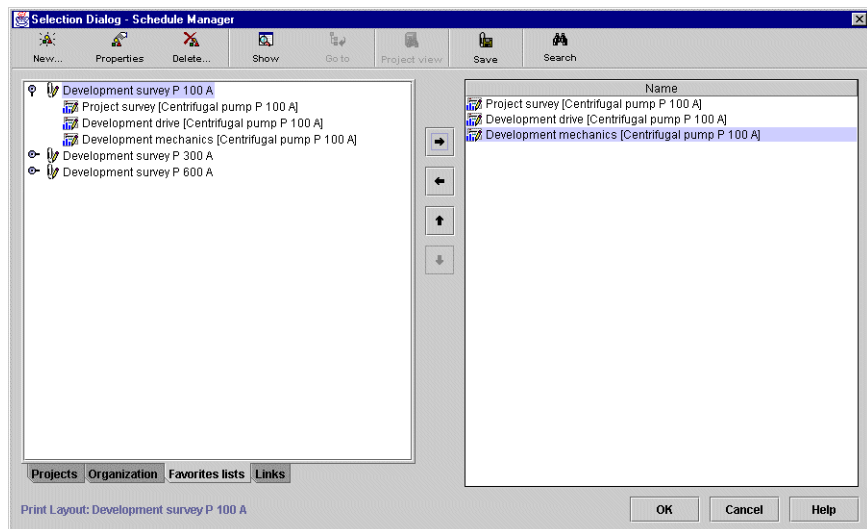 Selection Dialog - Schedule Manager
New... Properties Delete... Show Go to Project view Save Search
Development survey P 100 A
Project survey [Centrifugal pump P 100 A]
Development drive [Centrifugal pump P 100 A]
Development mechanics [Centrifugal pump P 100 A]
Development survey P 300 A
Development survey P 600 A
Name
Project survey [Centrifugal pump P 100 A]
Development drive [Centrifugal pump P 100 A]
Development mechanics [Centrifugal pump P 100 A]
Projects Organization Favorites lists Links
Print Layout: Development survey P 100 A
OK Cancel Help